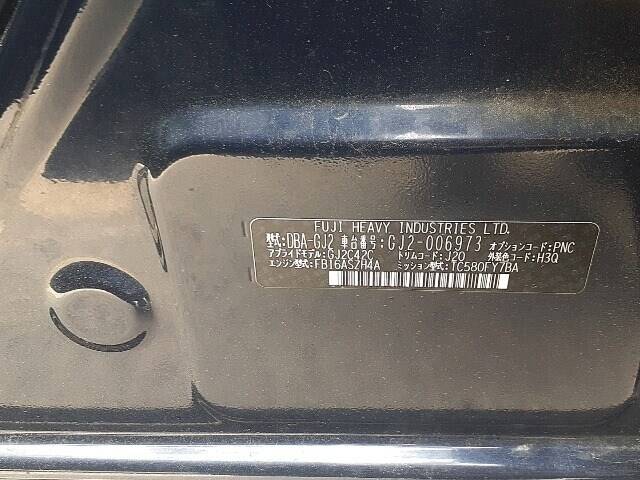 FUJI HEAVY INDUSTRIES LTD.
型式:DBA-GJ2 車台番号:GJ2-006973 オプションコード:PNC
アプライドモデル:GJ2C42C トリムコード:J20 外装色コード:H3Q
エンジン型式:FB16ASZH4A ミッション型式:TC580FY7BA